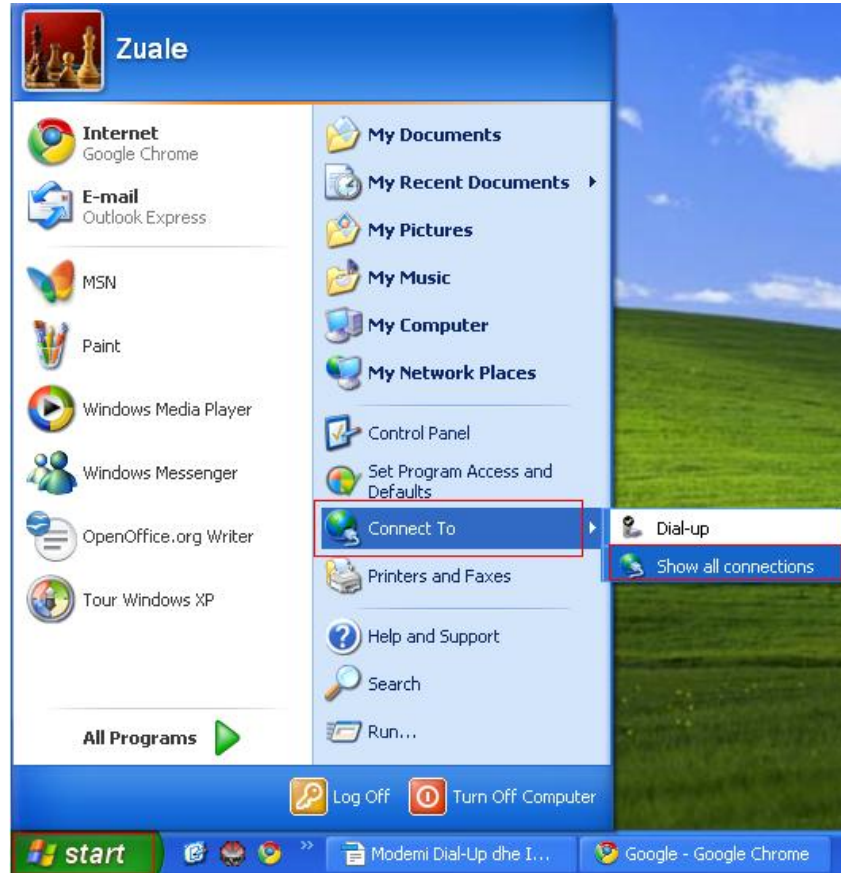 Zuale
Internet
Google Chrome
E-mail
Outlook Express
MSN
Paint
Windows Media Player
Windows Messenger
OpenOffice.org Writer
Tour Windows XP
All Programs
My Documents
My Recent Documents
My Pictures
My Music
My Computer
My Network Places
Control Panel
Set Program Access and
Defaults
Connect To
Printers and Faxes
Help and Support
Search
Run...
Dial-up
Show all connections
Log Off
Turn Off Computer
start
Modemi Dial-Up dhe I...
Google - Google Chrome